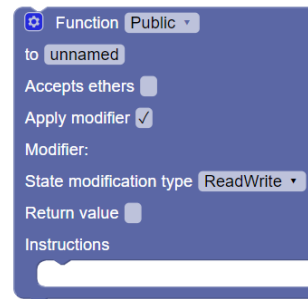 Function Public
to unnamed
Accepts ethers
Apply modifier ✓
Modifier:
State modification type ReadWrite
Return value
Instructions